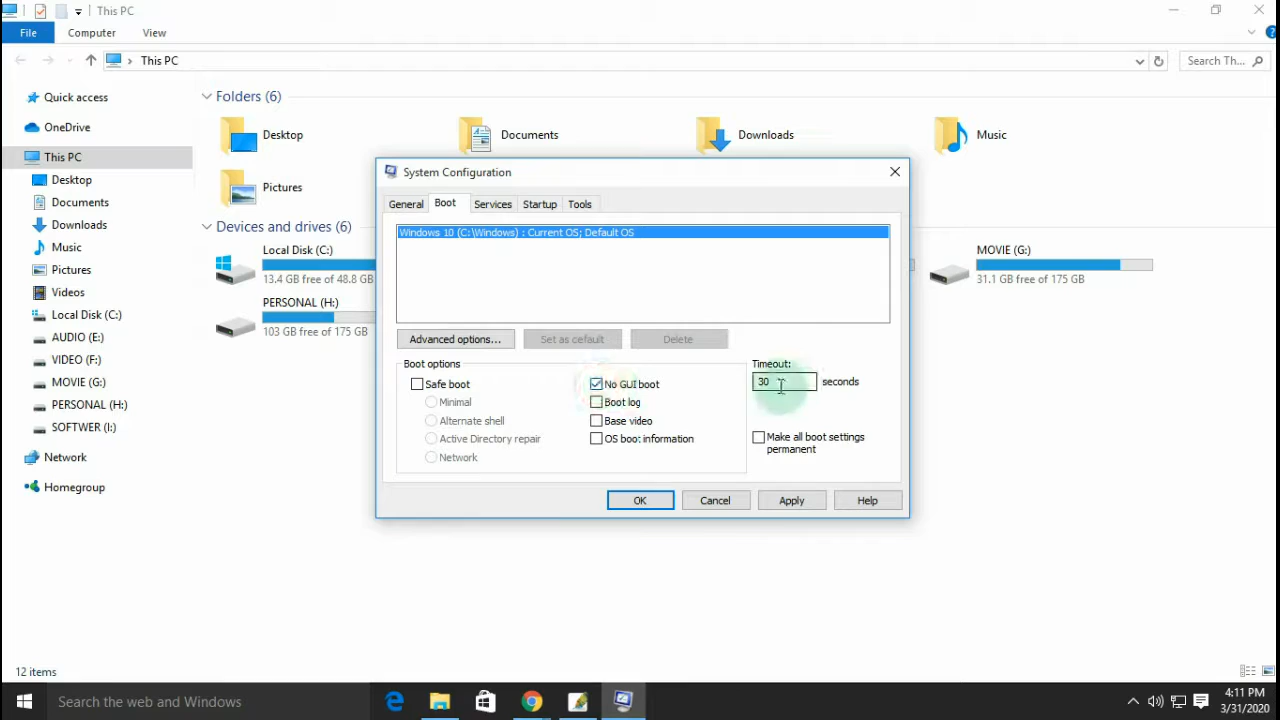 This PC
File
Computer
View
This PC
Search Th...
Quick access
OneDrive
This PC
Desktop
Documents
Downloads
Music
Pictures
Videos
Local Disk (C:)
AUDIO (E:)
VIDEO (F:)
MOVIE (G:)
PERSONAL (H:)
SOFTWER (I:)
Network
Homegroup
Folders (6)
Desktop
Documents
Downloads
Music
Pictures
Devices and drives (6)
Local Disk (C:)
13.4 GB free of 48.8 GB
MOVIE (G:)
31.1 GB free of 175 GB
PERSONAL (H:)
103 GB free of 175 GB
System Configuration
General
Boot
Services
Startup
Tools
Windows 10 (C:\Windows) : Current OS; Default OS
Advanced options...
Set as default
Delete
Boot options
Safe boot
Minimal
Alternate shell
Active Directory repair
Network
No GUI boot
Boot log
Base video
OS boot information
Timeout:
30 seconds
Make all boot settings
permanent
OK
Cancel
Apply
Help
12 items
Search the web and Windows
4:11 PM
3/31/2020